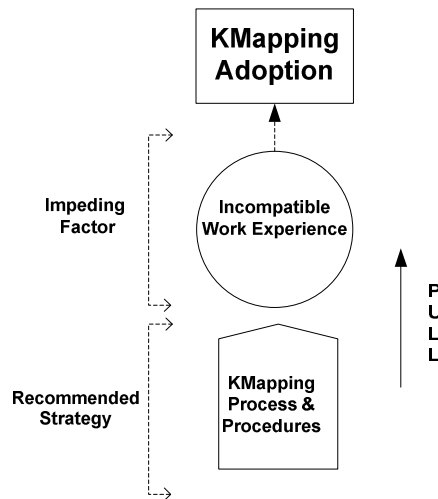 KMapping
Adoption
Impeding
Factor
Incompatible
Work Experience
P
U
L
L
Recommended
Strategy
KMapping
Process &
Procedures